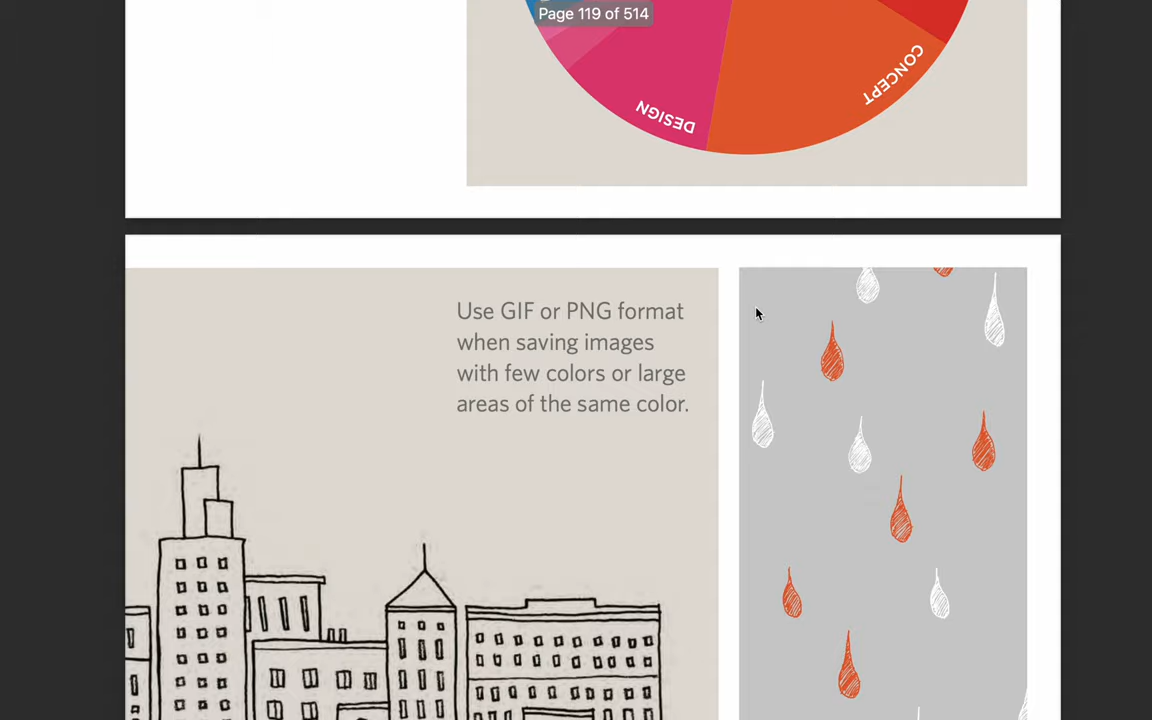 Page 119 of 514
CONCEPT
DESIGN
Use GIF or PNG format
when saving images
with few colors or large
areas of the same color.